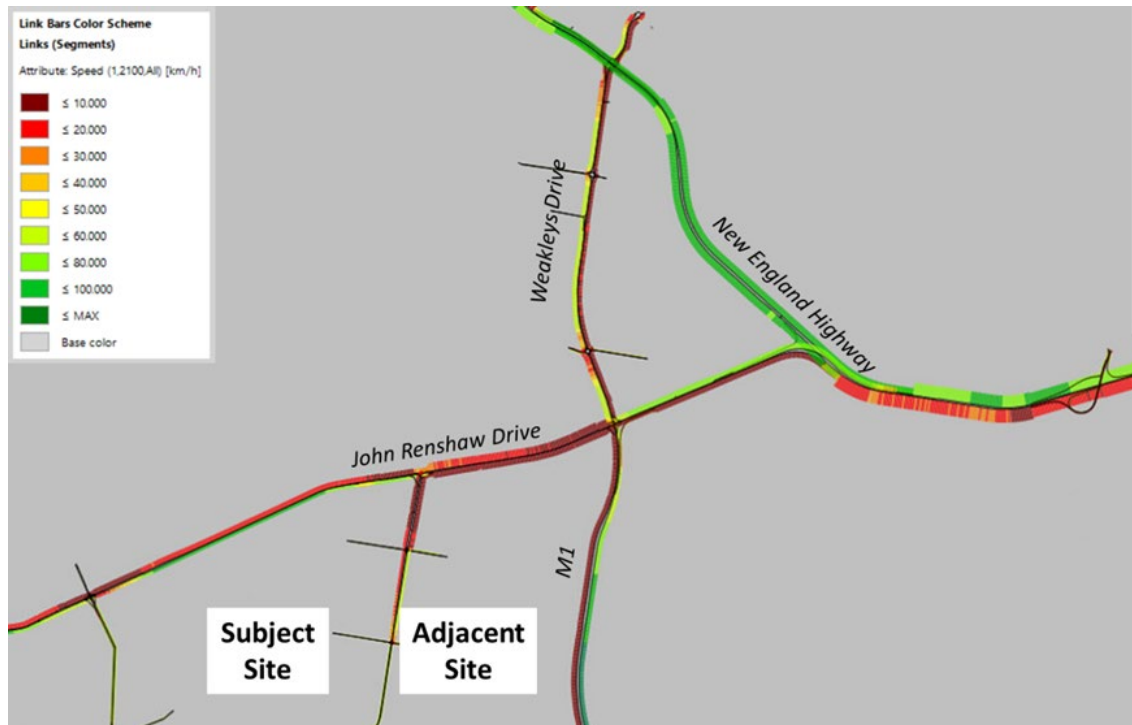 Link Bars Color Scheme
Links (Segments)
Attribute: Speed (1,2100,All) [km/h]
≤ 10.000
≤ 20.000
≤ 30.000
≤ 40.000
≤ 50.000
≤ 60.000
≤ 80.000
≤ 100.000
≤ MAX
Base color
Weakleys Drive
New England Highway
John Renshaw Drive
M1
Subject
Site
Adjacent
Site